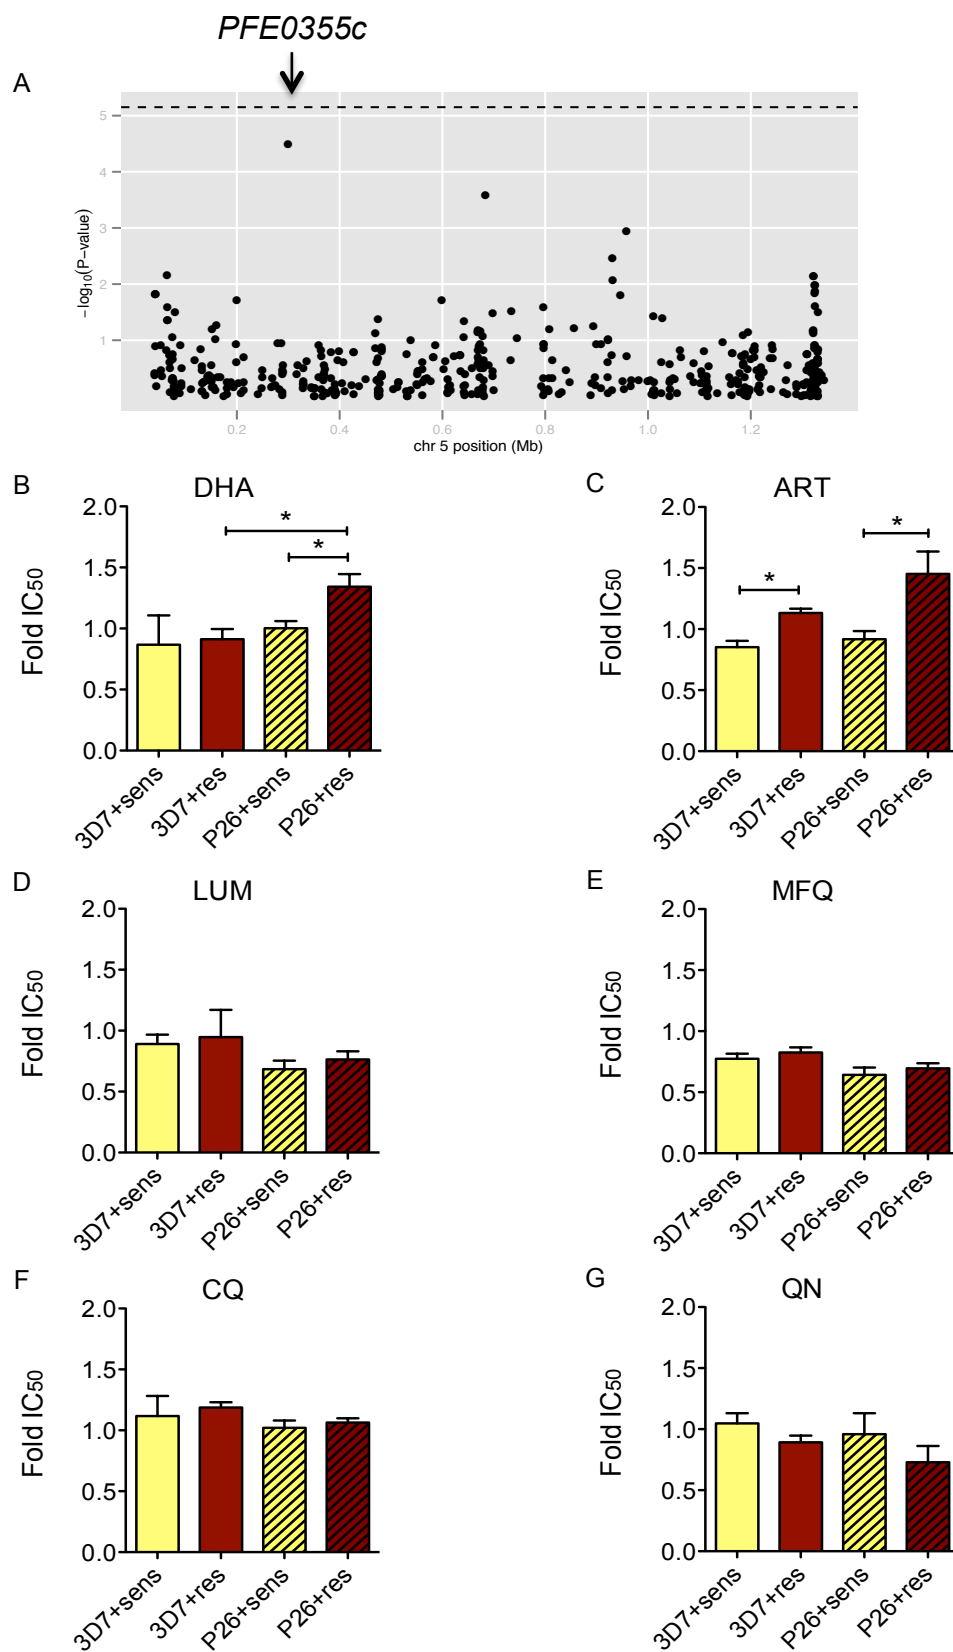 PFE0355c
A
5
4
3
2
1
-log10(P-value)
0.2 0.4 0.6 0.8 1.0 1.2
chr 5 position (Mb)
B DHA
2.0
1.5
1.0
0.5
0.0
Fold IC50
* *
3D7+sens 3D7+res P26+sens P26+res
C ART
2.0
1.5
1.0
0.5
0.0
Fold IC50
* *
3D7+sens 3D7+res P26+sens P26+res
D LUM
2.0
1.5
1.0
0.5
0.0
Fold IC50
3D7+sens 3D7+res P26+sens P26+res
E MFQ
2.0
1.5
1.0
0.5
0.0
Fold IC50
3D7+sens 3D7+res P26+sens P26+res
F CQ
2.0
1.5
1.0
0.5
0.0
Fold IC50
3D7+sens 3D7+res P26+sens P26+res
G QN
2.0
1.5
1.0
0.5
0.0
Fold IC50
3D7+sens 3D7+res P26+sens P26+res